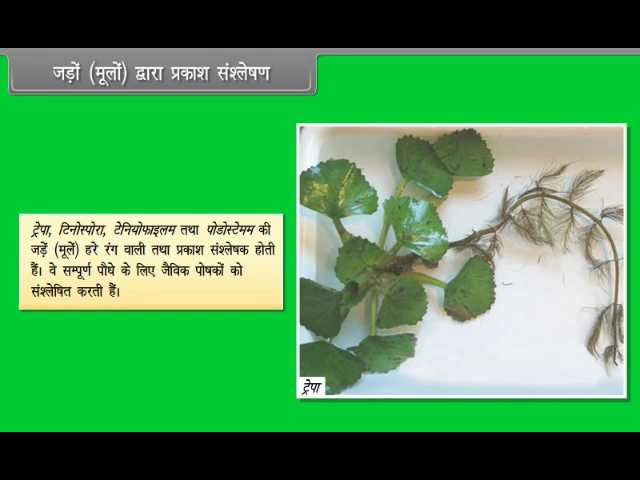 जड़ों (मूलों) द्वारा प्रकाश संश्लेषण
ट्रेपा, टिनोस्पोरा, टेनियोफाइलम तथा पोडोस्टेमम की
जड़ें (मूलें) हरे रंग वाली तथा प्रकाश संश्लेषक होती
हैं। वे सम्पूर्ण पौधे के लिए जैविक पोषकों को
संश्लेषित करती हैं।
ट्रेपा